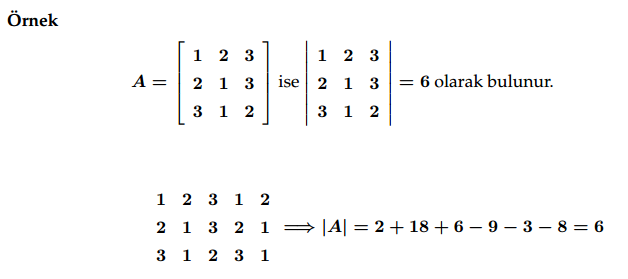 Örnek
A = [ 1 2 3 ; 2 1 3 ; 3 1 2 ] ise | 1 2 3 ; 2 1 3 ; 3 1 2 | = 6 olarak bulunur.
1 2 3 1 2
2 1 3 2 1 ⟹ |A| = 2 + 18 + 6 − 9 − 3 − 8 = 6
3 1 2 3 1